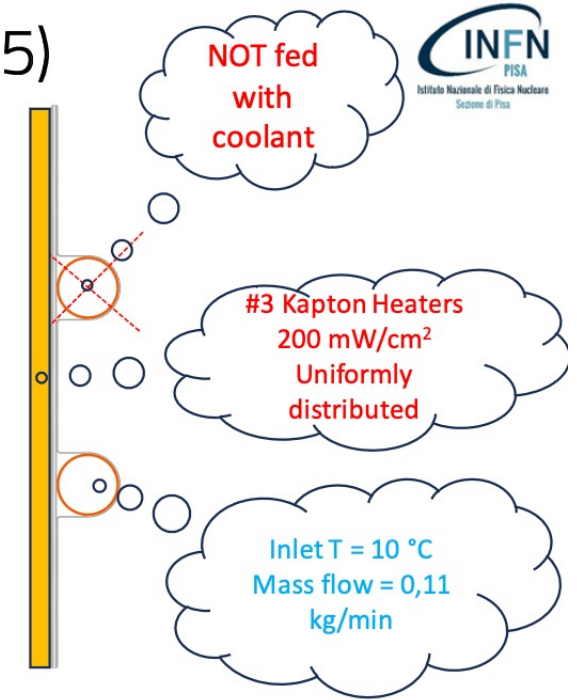 5)
NOT fed
with
coolant
INFN
PISA
Istituto Nazionale di Fisica Nucleare
Sezione di Pisa
#3 Kapton Heaters
200 mW/cm²
Uniformly
distributed
Inlet T = 10 °C
Mass flow = 0,11
kg/min